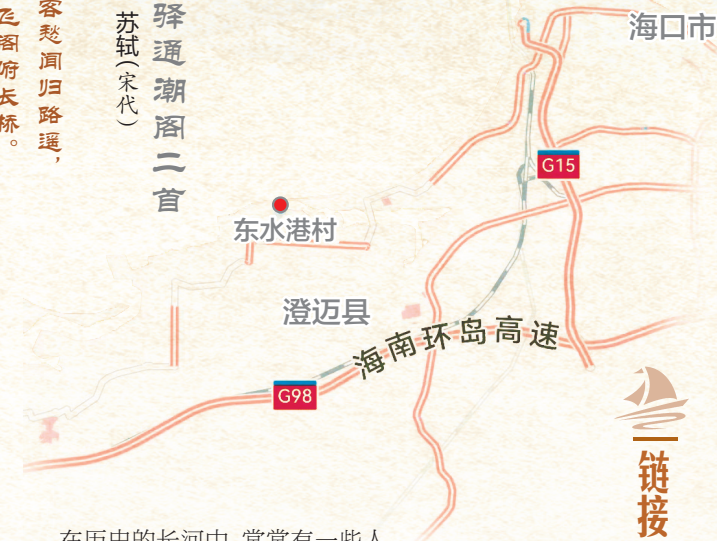 驿通潮阁二首
苏轼(宋代)
客愁闻归路遥，
飞阁俯长桥。
海口市
G15
东水港村
澄迈县
海南环岛高速
G98
链接
在历史的长河中，常常有一些人